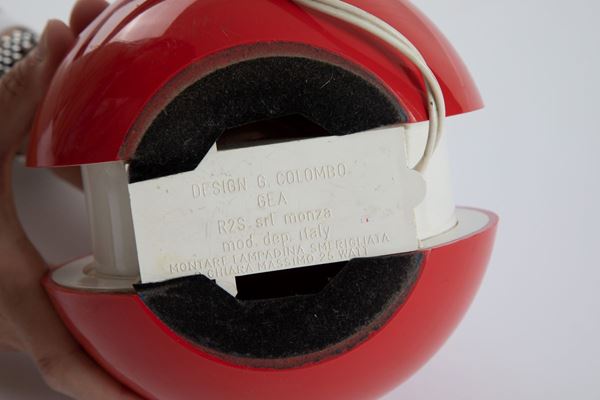 DESIGN G. COLOMBO
GEA
R2S. srl monza
mod. dep. italy
MONTARE LAMPADINA SMERIGLIATA
CHIARA MASSIMO 25 WATT